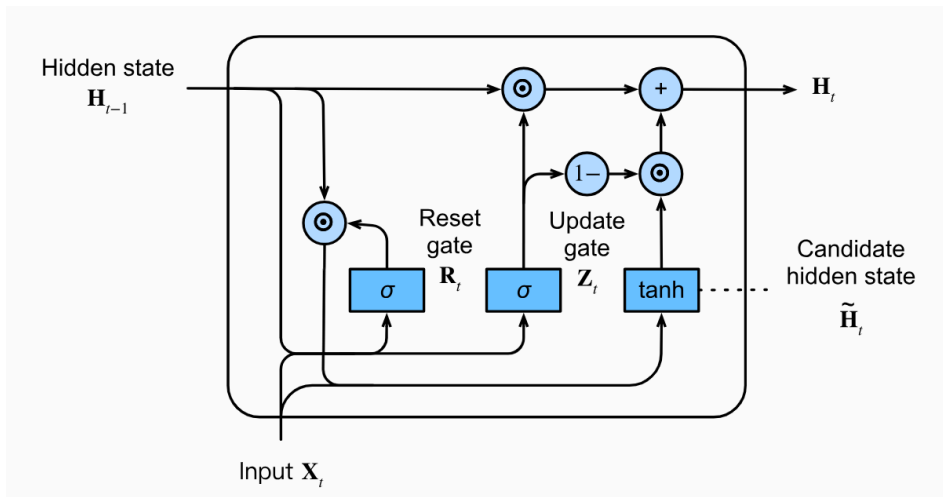 Hidden state
H_{t−1}
⊙
+
H_t
1−
⊙
⊙
Reset
gate
R_t
Update
gate
Z_t
Candidate
hidden state
H̃_t
σ
σ
tanh
Input X_t